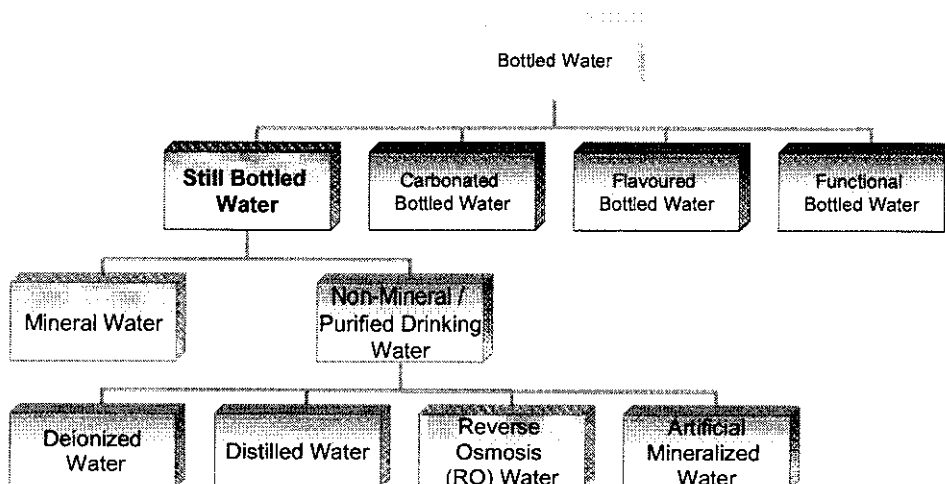 Bottled Water
Still Bottled
Water
Carbonated
Bottled Water
Flavoured
Bottled Water
Functional
Bottled Water
Mineral Water
Non-Mineral /
Purified Drinking
Water
Deionized
Water
Distilled Water
Reverse
Osmosis
(RO) Water
Artificial
Mineralized
Water